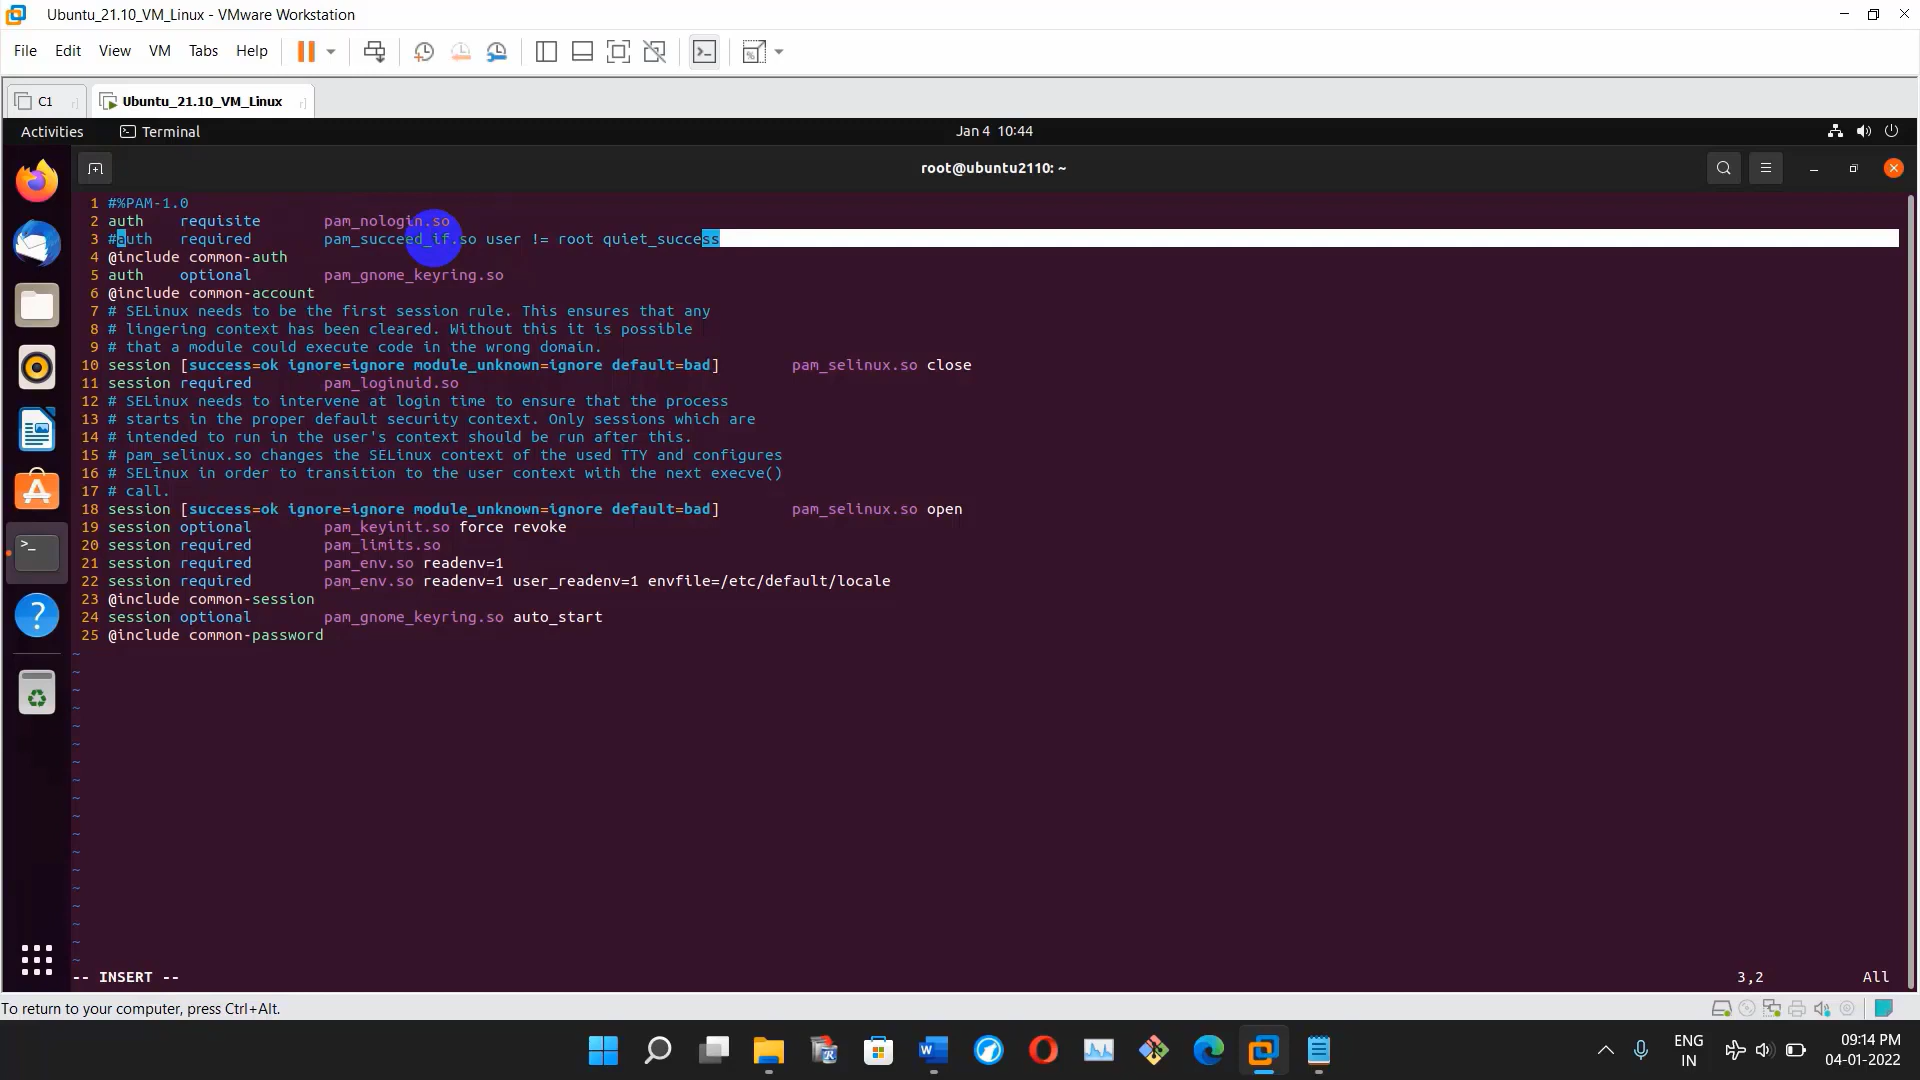 Ubuntu_21.10_VM_Linux - VMware Workstation
File Edit View VM Tabs Help
C1 Ubuntu_21.10_VM_Linux
Activities Terminal Jan 4 10:44
root@ubuntu2110: ~
1 #%PAM-1.0
2 auth requisite pam_nologin.so
3 #auth required pam_succeed_if.so user != root quiet_success
4 @include common-auth
5 auth optional pam_gnome_keyring.so
6 @include common-account
7 # SELinux needs to be the first session rule. This ensures that any
8 # lingering context has been cleared. Without this it is possible
9 # that a module could execute code in the wrong domain.
10 session [success=ok ignore=ignore module_unknown=ignore default=bad] pam_selinux.so close
11 session required pam_loginuid.so
12 # SELinux needs to intervene at login time to ensure that the process
13 # starts in the proper default security context. Only sessions which are
14 # intended to run in the user's context should be run after this.
15 # pam_selinux.so changes the SELinux context of the used TTY and configures
16 # SELinux in order to transition to the user context with the next execve()
17 # call.
18 session [success=ok ignore=ignore module_unknown=ignore default=bad] pam_selinux.so open
19 session optional pam_keyinit.so force revoke
20 session required pam_limits.so
21 session required pam_env.so readenv=1
22 session required pam_env.so readenv=1 user_readenv=1 envfile=/etc/default/locale
23 @include common-session
24 session optional pam_gnome_keyring.so auto_start
25 @include common-password
-- INSERT -- 3,2 All
To return to your computer, press Ctrl+Alt.
ENG
IN
09:14 PM
04-01-2022